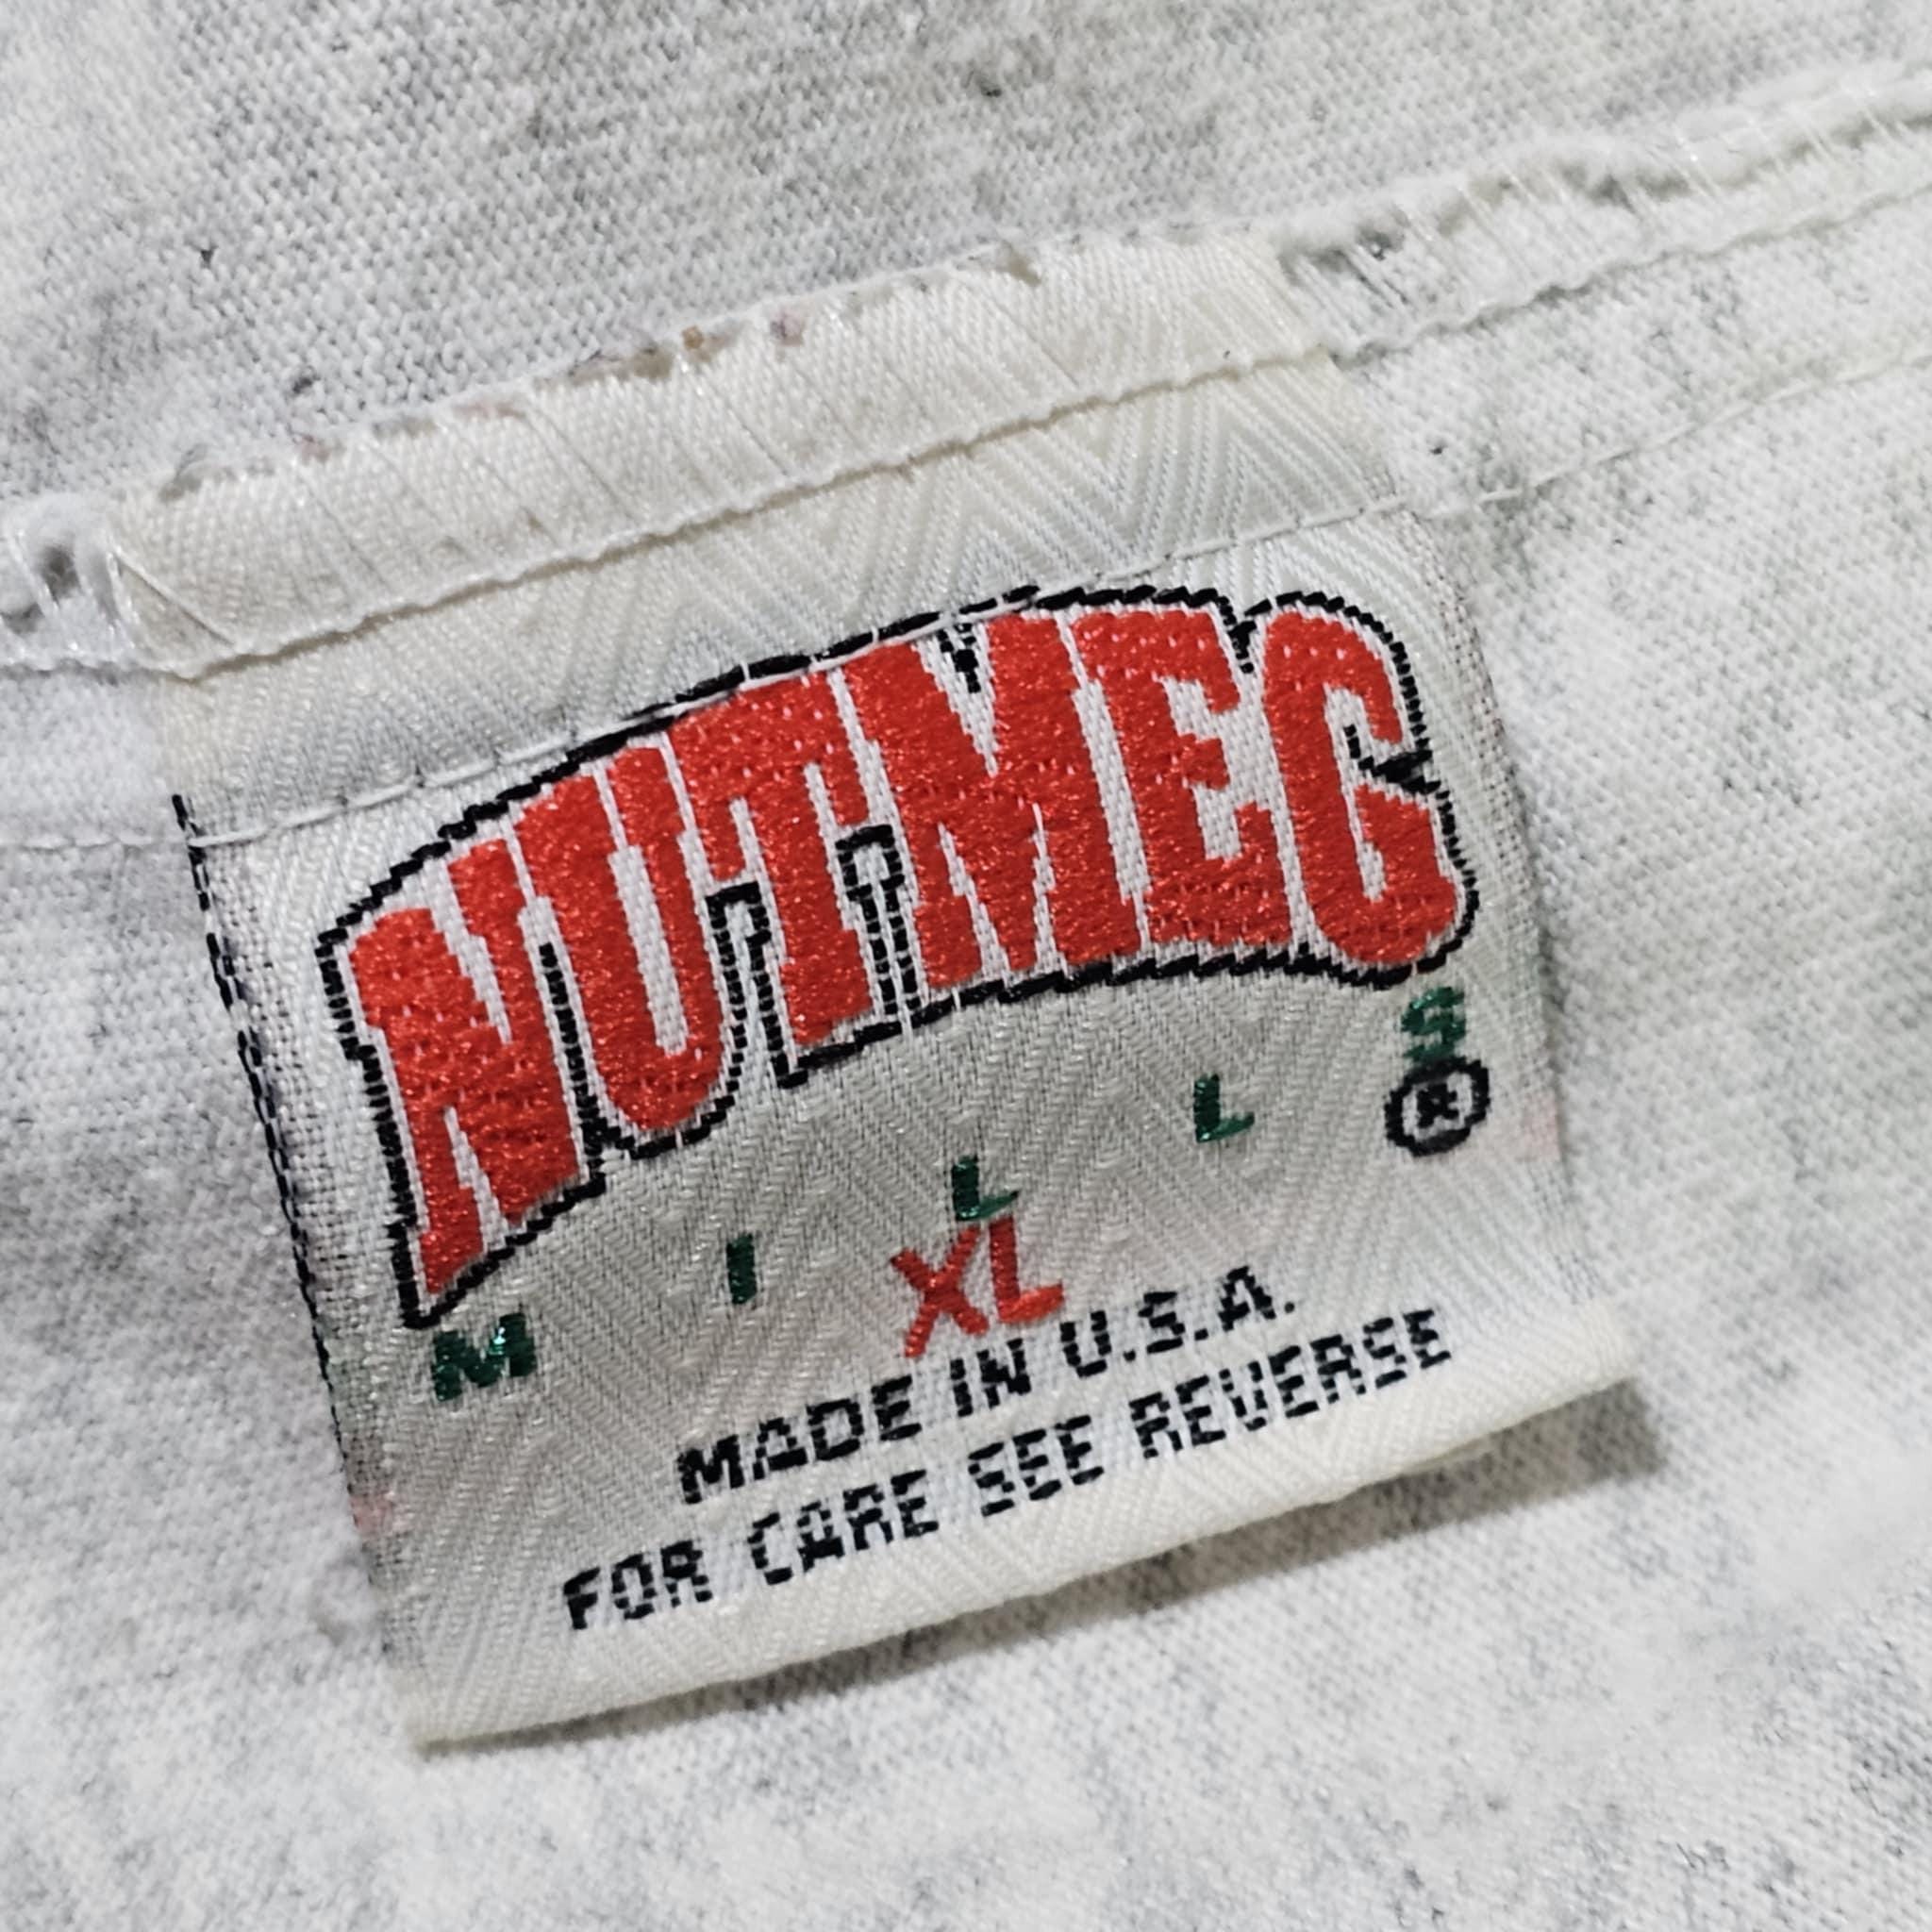 NUTMEG
MILLS ®
XL
MADE IN U.S.A.
FOR CARE SEE REVERSE